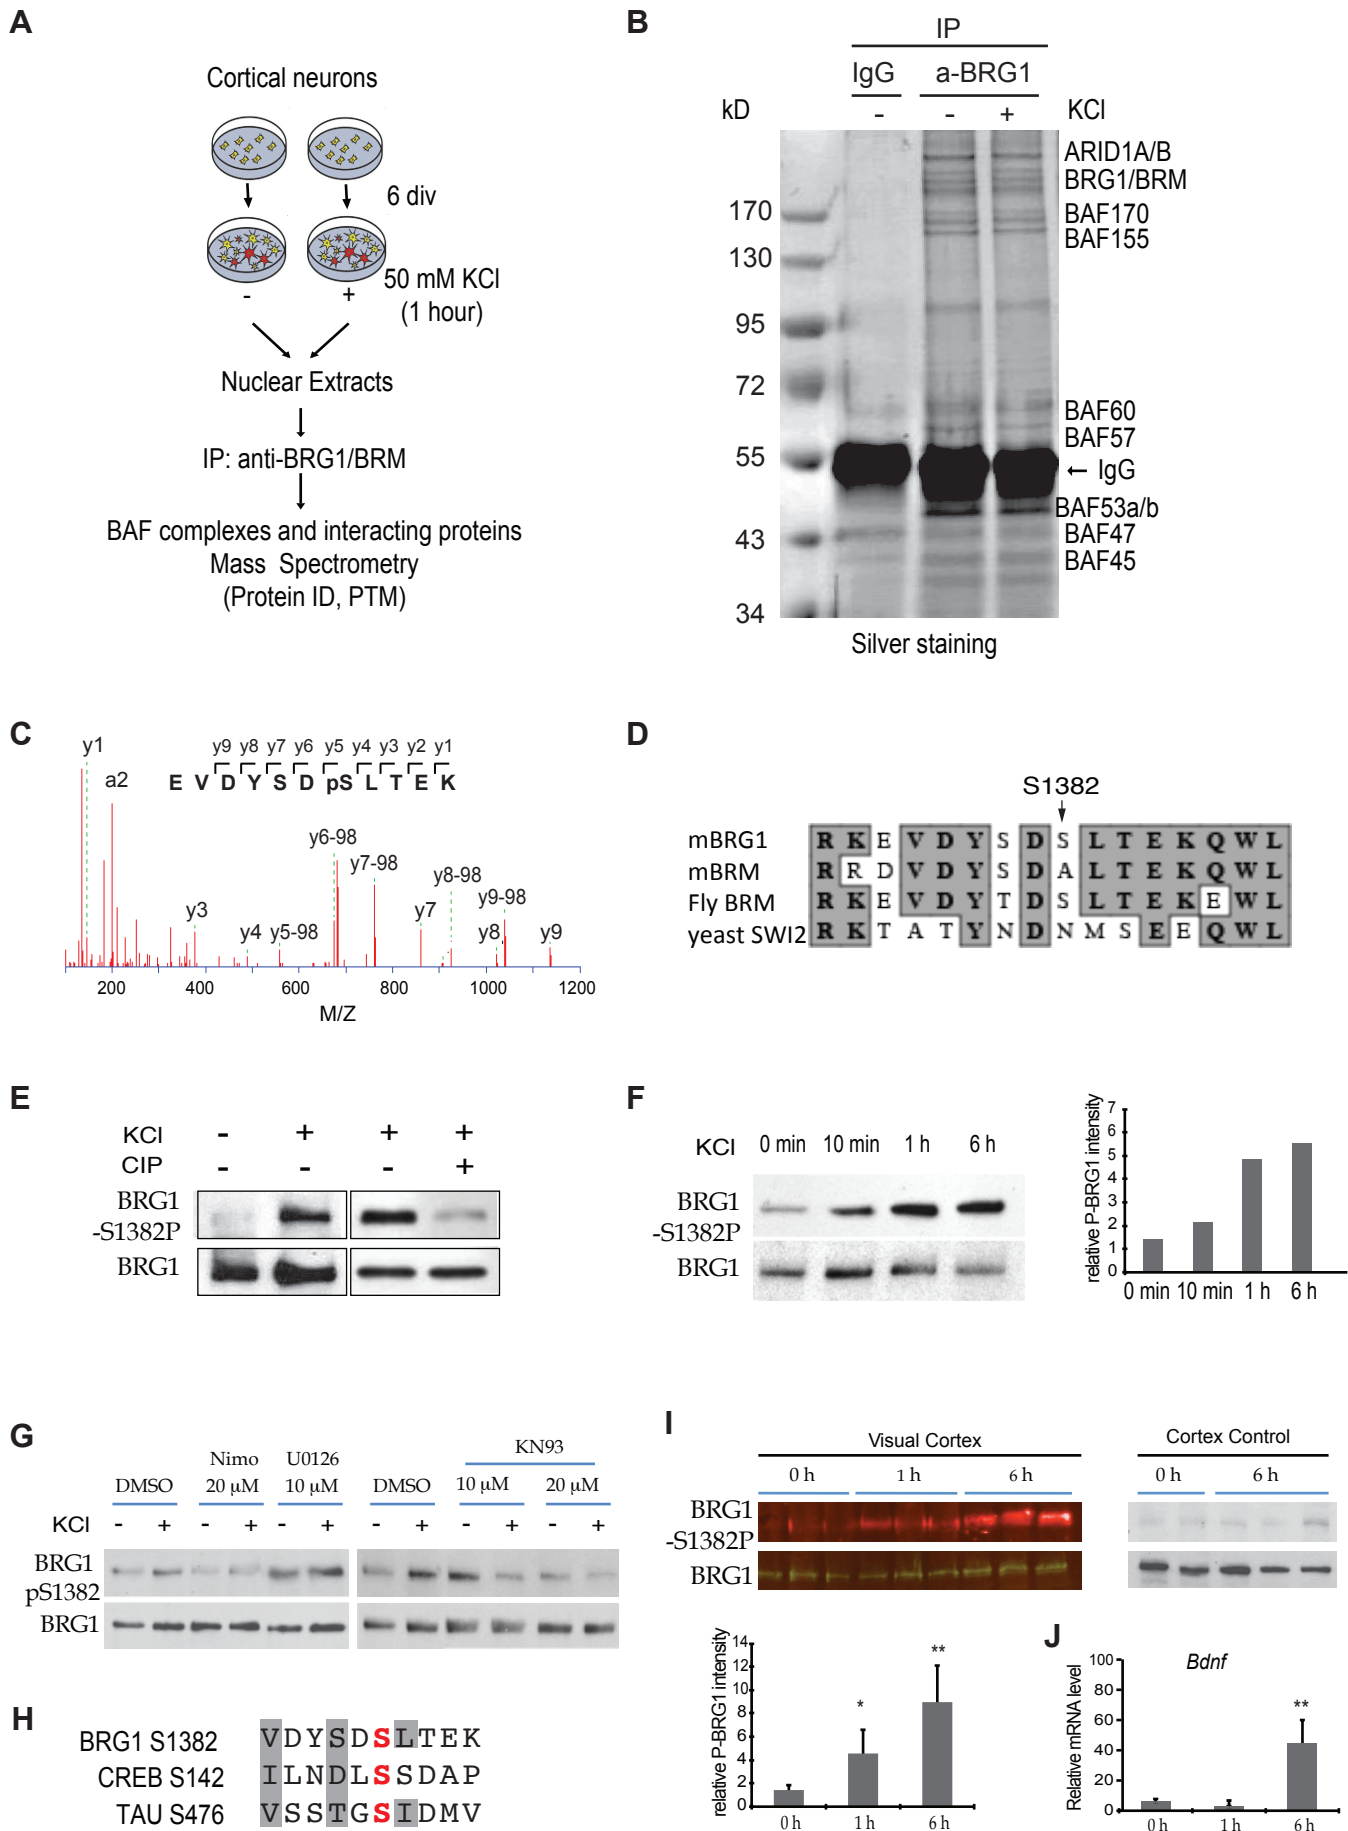 A
Cortical neurons
6 div
50 mM KCl
(1 hour)
- +
Nuclear Extracts
IP: anti-BRG1/BRM
BAF complexes and interacting proteins
Mass Spectrometry
(Protein ID, PTM)
B
IP
IgG a-BRG1
kD - - + KCl
ARID1A/B
BRG1/BRM
170 BAF170
BAF155
130
95
72
BAF60
BAF57
55 ← IgG
BAF53a/b
43 BAF47
BAF45
34
Silver staining
C
y9 y8 y7 y6 y5 y4 y3 y2 y1
E V D Y S D pS L T E K
y1
a2
y6-98
y7-98
y8-98
y9-98
y3 y7
y4 y5-98 y8 y9
200 400 600 800 1000 1200
M/Z
D
S1382
mBRG1 R K E V D Y S D S L T E K Q W L
mBRM R R D V D Y S D A L T E K Q W L
Fly BRM R K E V D Y T D S L T E K E W L
yeast SWI2 R K T A T Y N D N M S E E Q W L
E
KCl - + + +
CIP - - - +
BRG1
-S1382P
BRG1
F
KCl 0 min 10 min 1 h 6 h
BRG1
-S1382P
BRG1
relative P-BRG1 intensity
7
6
5
4
3
2
1
0
0 min 10 min 1 h 6 h
G
Nimo U0126 KN93
DMSO 20 µM 10 µM DMSO 10 µM 20 µM
KCl - + - + - + - + - + - +
BRG1
pS1382
BRG1
H
BRG1 S1382 VDYSDSLTEK
CREB S142 ILNDLSSDAP
TAU S476 VSSTGSIDMV
I
Visual Cortex Cortex Control
0 h 1 h 6 h 0 h 6 h
BRG1
-S1382P
BRG1
relative P-BRG1 intensity
14
12
10
8
6
4
2
0
* **
0 h 1 h 6 h
J
Bdnf
Relative mRNA level
100
80
60
40
20
0
**
0 h 1 h 6 h